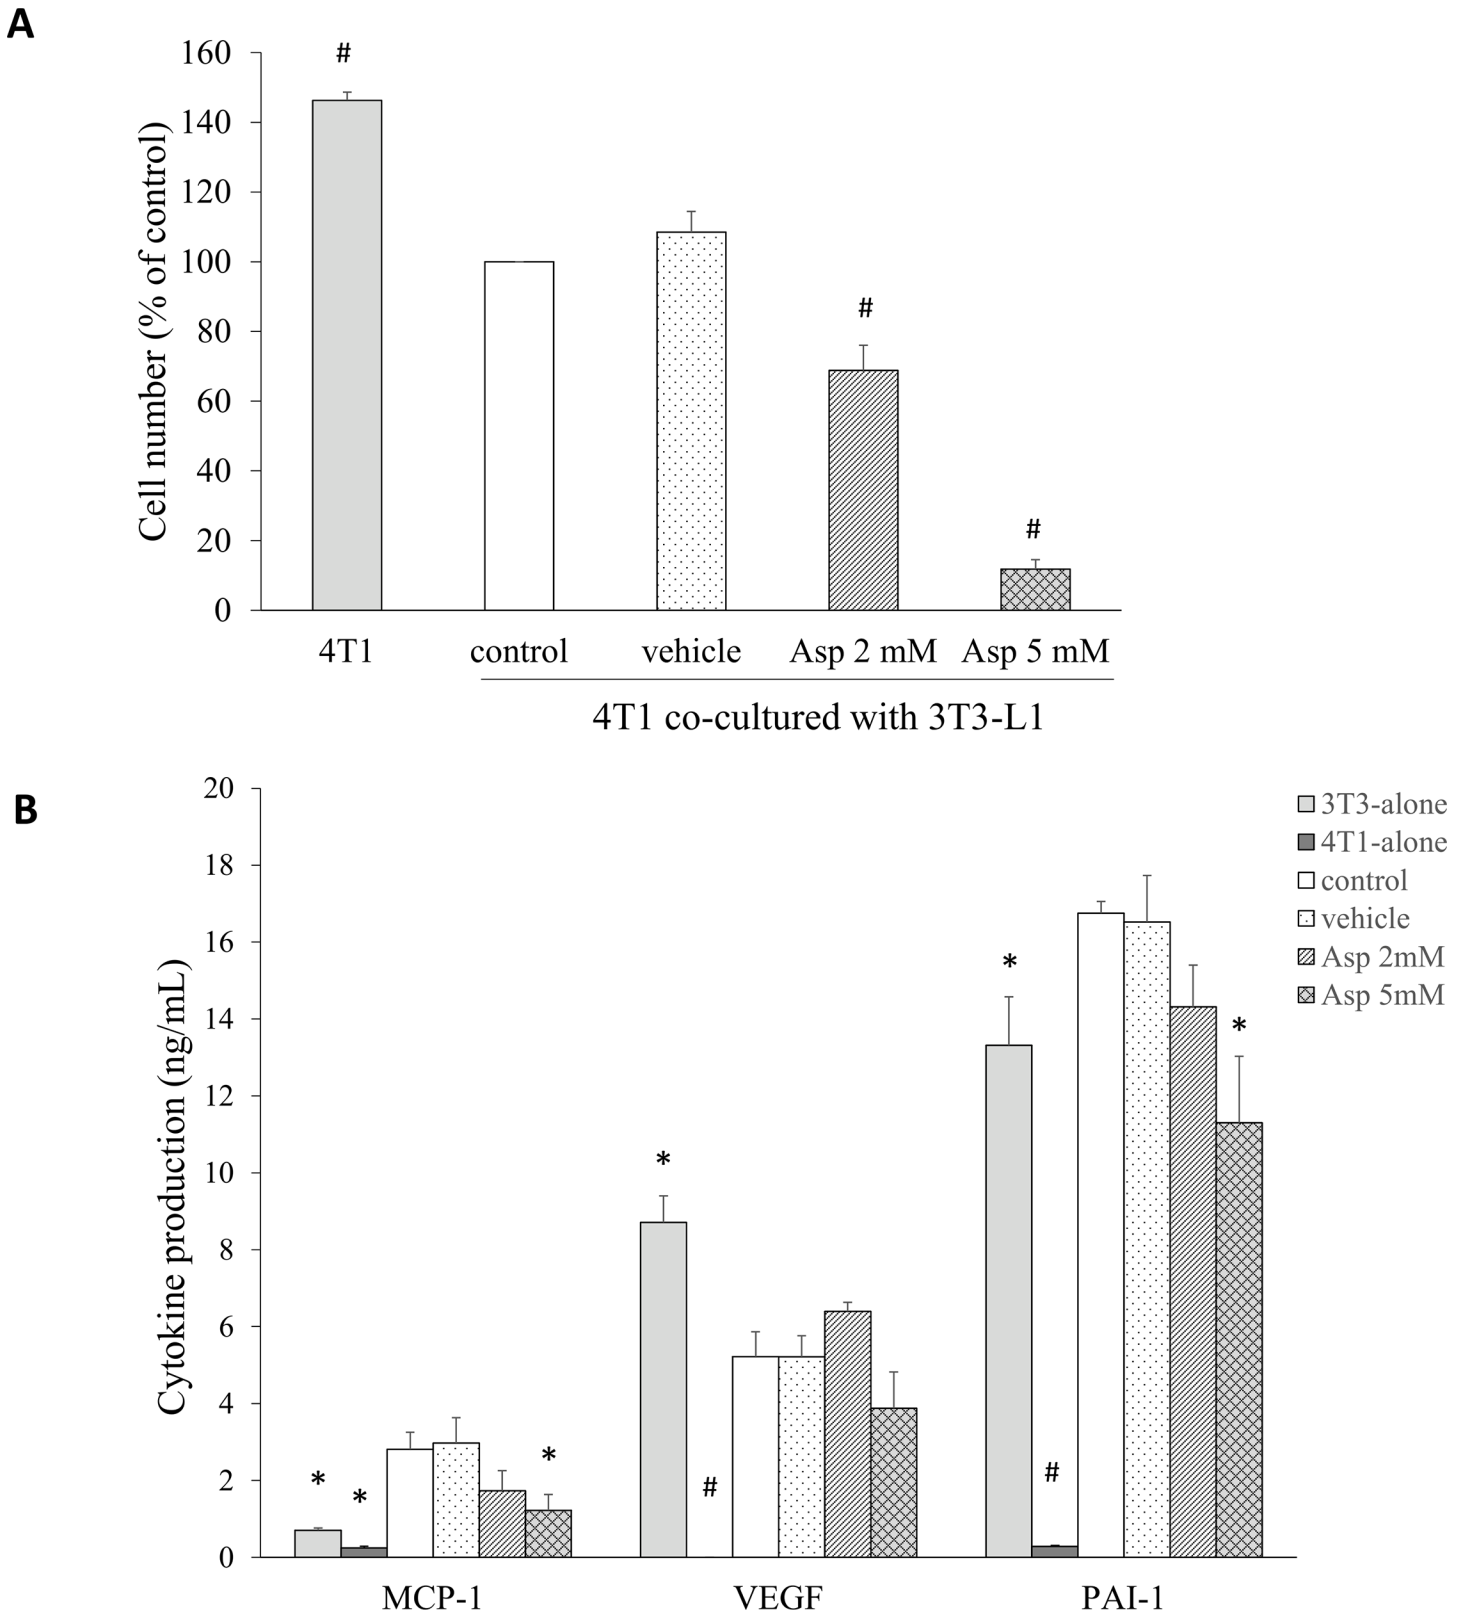 A
#
160
140
120
100
80
60
40
20
0
Cell number (% of control)
#
#
4T1
control
vehicle
Asp 2 mM
Asp 5 mM
4T1 co-cultured with 3T3-L1
B
20
18
16
14
12
10
8
6
4
2
0
Cytokine production (ng/mL)
*
*
*
*
#
*
#
*
MCP-1
VEGF
PAI-1
3T3-alone
4T1-alone
control
vehicle
Asp 2mM
Asp 5mM